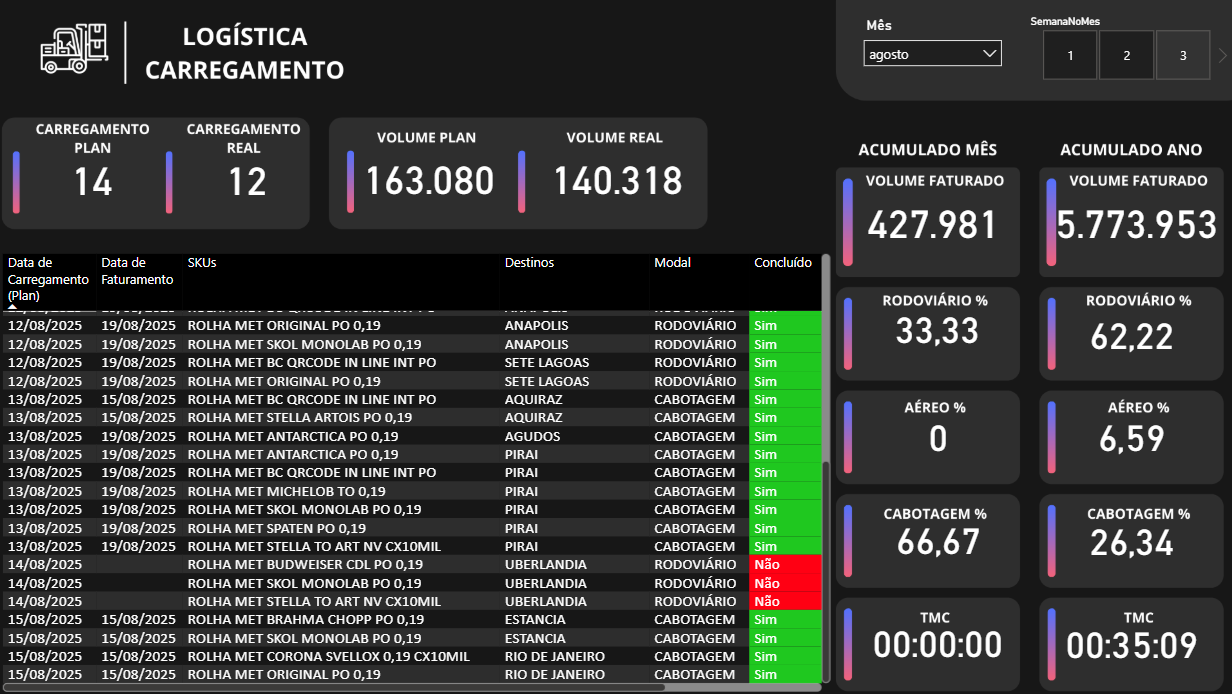 LOGÍSTICA
CARREGAMENTO
Mês
agosto
SemanaNoMes
1 2 3
CARREGAMENTO PLAN
14
CARREGAMENTO REAL
12
VOLUME PLAN
163.080
VOLUME REAL
140.318
Data de Carregamento (Plan) Data de Faturamento SKUs Destinos Modal Concluído
12/08/2025 19/08/2025 ROLHA MET ORIGINAL PO 0,19 ANAPOLIS RODOVIÁRIO Sim
12/08/2025 19/08/2025 ROLHA MET SKOL MONOLAB PO 0,19 ANAPOLIS RODOVIÁRIO Sim
12/08/2025 19/08/2025 ROLHA MET BC QRCODE IN LINE INT PO SETE LAGOAS RODOVIÁRIO Sim
12/08/2025 19/08/2025 ROLHA MET ORIGINAL PO 0,19 SETE LAGOAS RODOVIÁRIO Sim
13/08/2025 15/08/2025 ROLHA MET BC QRCODE IN LINE INT PO AQUIRAZ CABOTAGEM Sim
13/08/2025 15/08/2025 ROLHA MET STELLA ARTOIS PO 0,19 AQUIRAZ CABOTAGEM Sim
13/08/2025 19/08/2025 ROLHA MET ANTARCTICA PO 0,19 AGUDOS CABOTAGEM Sim
13/08/2025 19/08/2025 ROLHA MET ANTARCTICA PO 0,19 PIRAI CABOTAGEM Sim
13/08/2025 19/08/2025 ROLHA MET BC QRCODE IN LINE INT PO PIRAI CABOTAGEM Sim
13/08/2025 19/08/2025 ROLHA MET MICHELOB TO 0,19 PIRAI CABOTAGEM Sim
13/08/2025 19/08/2025 ROLHA MET SKOL MONOLAB PO 0,19 PIRAI CABOTAGEM Sim
13/08/2025 19/08/2025 ROLHA MET SPATEN PO 0,19 PIRAI CABOTAGEM Sim
13/08/2025 19/08/2025 ROLHA MET STELLA TO ART NV CX10MIL PIRAI CABOTAGEM Sim
14/08/2025 ROLHA MET BUDWEISER CDL PO 0,19 UBERLANDIA RODOVIÁRIO Não
14/08/2025 ROLHA MET SKOL MONOLAB PO 0,19 UBERLANDIA RODOVIÁRIO Não
14/08/2025 ROLHA MET STELLA TO ART NV CX10MIL UBERLANDIA RODOVIÁRIO Não
15/08/2025 15/08/2025 ROLHA MET BRAHMA CHOPP PO 0,19 ESTANCIA CABOTAGEM Sim
15/08/2025 15/08/2025 ROLHA MET SKOL MONOLAB PO 0,19 ESTANCIA CABOTAGEM Sim
15/08/2025 15/08/2025 ROLHA MET CORONA SVELLOX 0,19 CX10MIL RIO DE JANEIRO CABOTAGEM Sim
15/08/2025 15/08/2025 ROLHA MET ORIGINAL PO 0,19 RIO DE JANEIRO CABOTAGEM Sim
ACUMULADO MÊS
VOLUME FATURADO
427.981
RODOVIÁRIO %
33,33
AÉREO %
0
CABOTAGEM %
66,67
TMC
00:00:00
ACUMULADO ANO
VOLUME FATURADO
5.773.953
RODOVIÁRIO %
62,22
AÉREO %
6,59
CABOTAGEM %
26,34
TMC
00:35:09